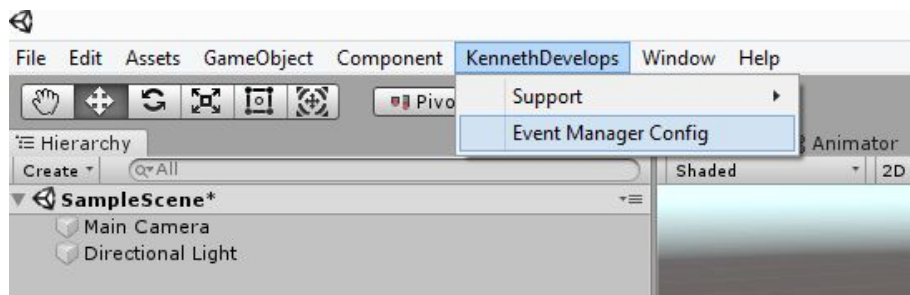 File Edit Assets GameObject Component KennethDevelops Window Help
Pivo
Support
Event Manager Config
Hierarchy
Animator
Create All
Shaded 2D
SampleScene*
Main Camera
Directional Light